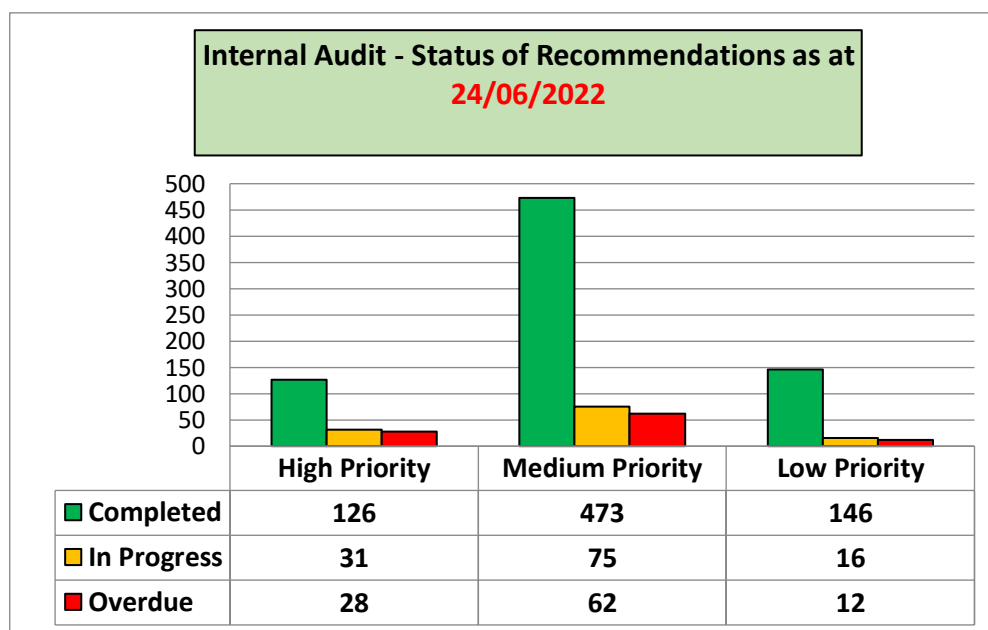 Internal Audit - Status of Recommendations as at
24/06/2022
500
450
400
350
300
250
200
150
100
50
0
High Priority Medium Priority Low Priority
Completed 126 473 146
In Progress 31 75 16
Overdue 28 62 12